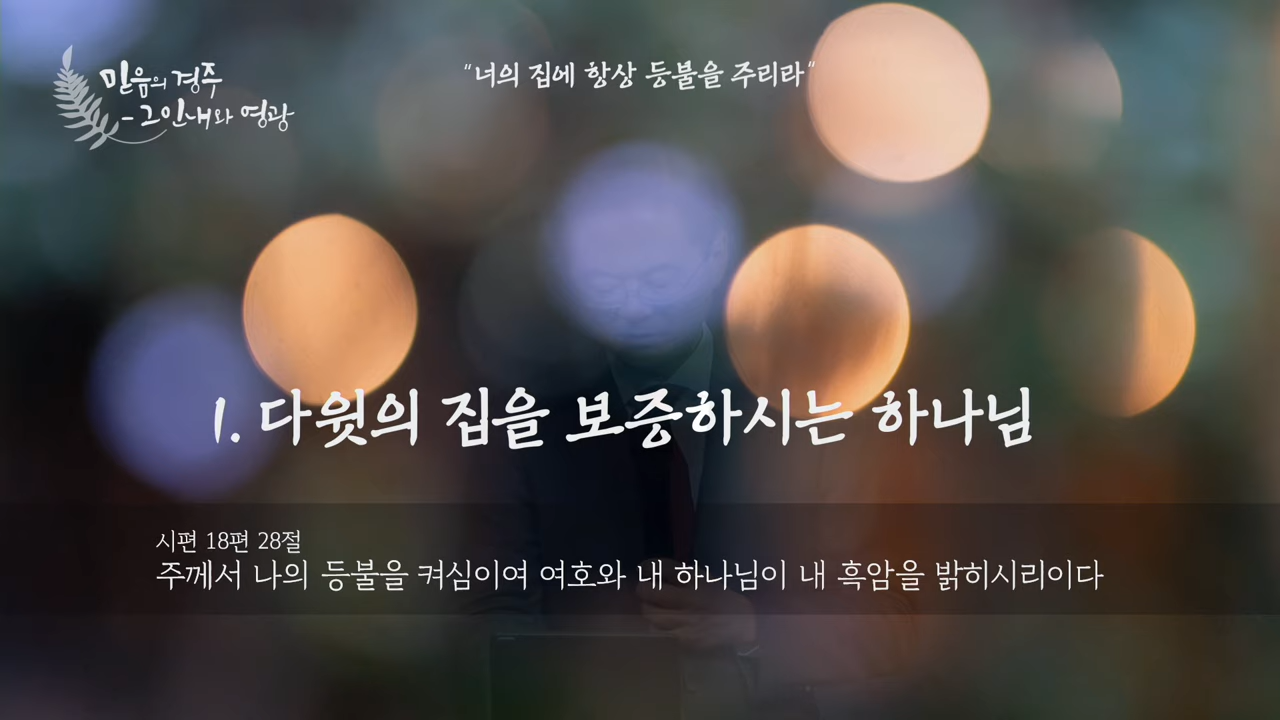 믿음의 경주
- 그 인내와 영광
"너의 집에 항상 등불을 주리라"
1. 다윗의 집을 보증하시는 하나님
시편 18편 28절
주께서 나의 등불을 켜심이여 여호와 내 하나님이 내 흑암을 밝히시리이다